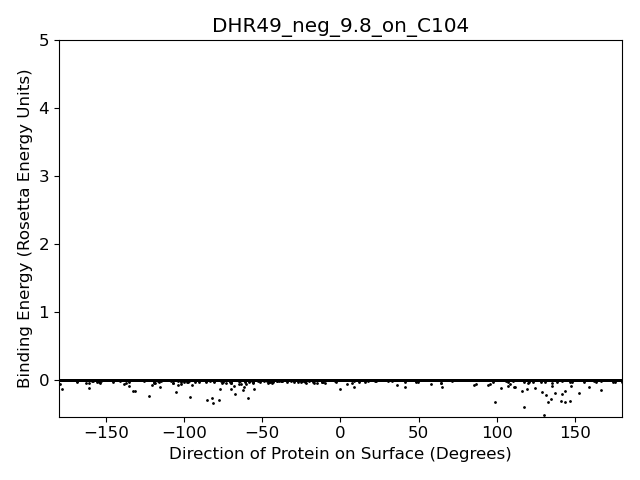 DHR49_neg_9.8_on_C104
Binding Energy (Rosetta Energy Units)
5
4
3
2
1
0
−150 −100 −50 0 50 100 150
Direction of Protein on Surface (Degrees)